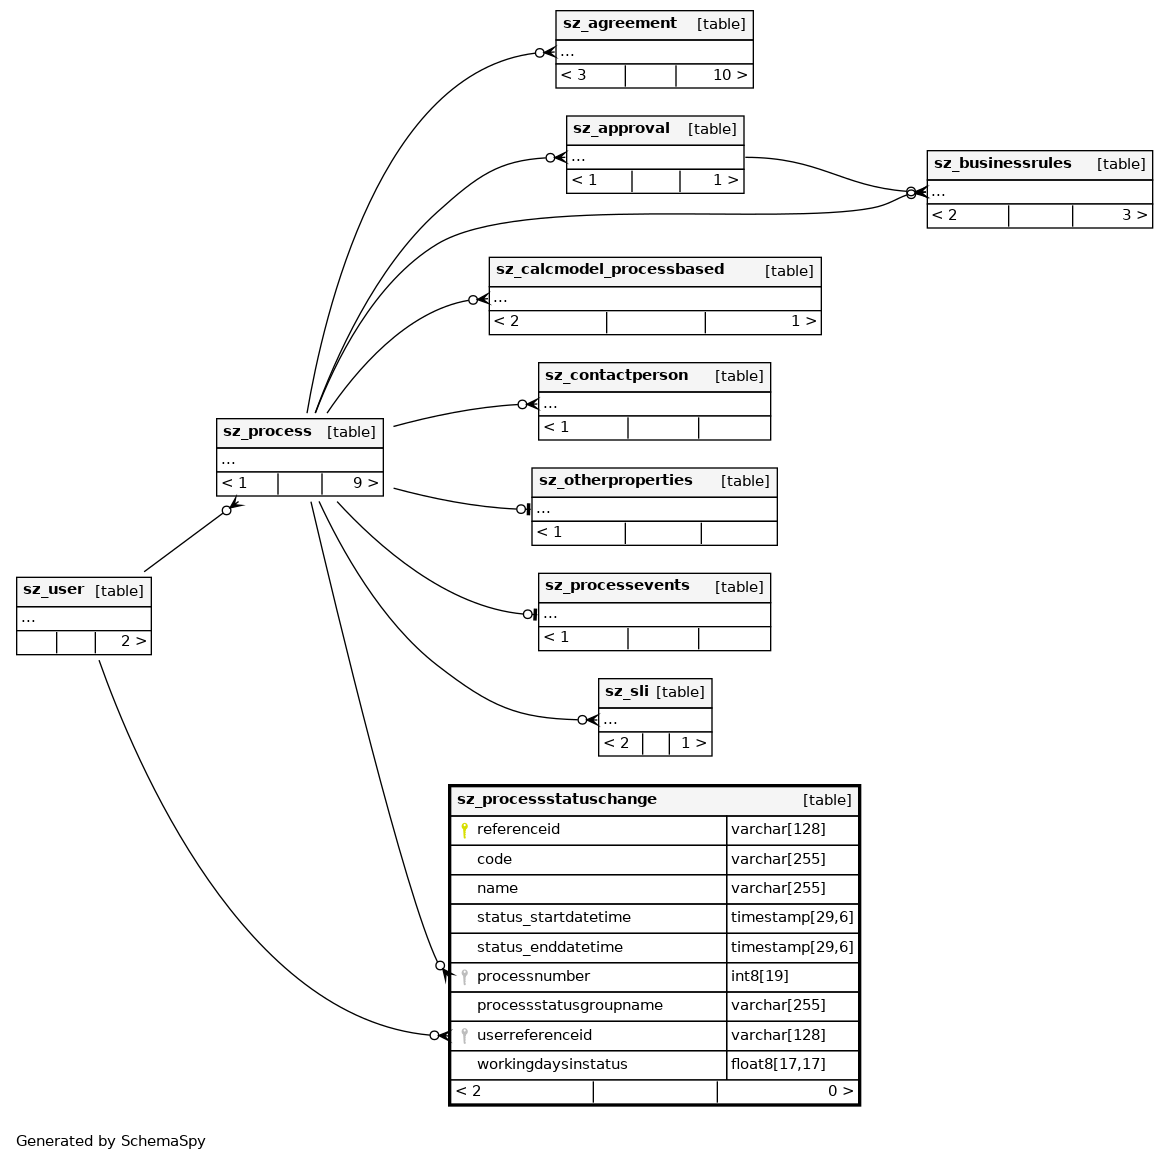 sz_agreement [table]
...
< 3 10 >
sz_approval [table]
...
< 1 1 >
sz_businessrules [table]
...
< 2 3 >
sz_calcmodel_processbased [table]
...
< 2 1 >
sz_contactperson [table]
...
< 1
sz_process [table]
...
< 1 9 >
sz_otherproperties [table]
...
< 1
sz_processevents [table]
...
< 1
sz_user [table]
...
2 >
sz_sli [table]
...
< 2 1 >
sz_processstatuschange [table]
referenceid varchar[128]
code varchar[255]
name varchar[255]
status_startdatetime timestamp[29,6]
status_enddatetime timestamp[29,6]
processnumber int8[19]
processstatusgroupname varchar[255]
userreferenceid varchar[128]
workingdaysinstatus float8[17,17]
< 2 0 >
Generated by SchemaSpy